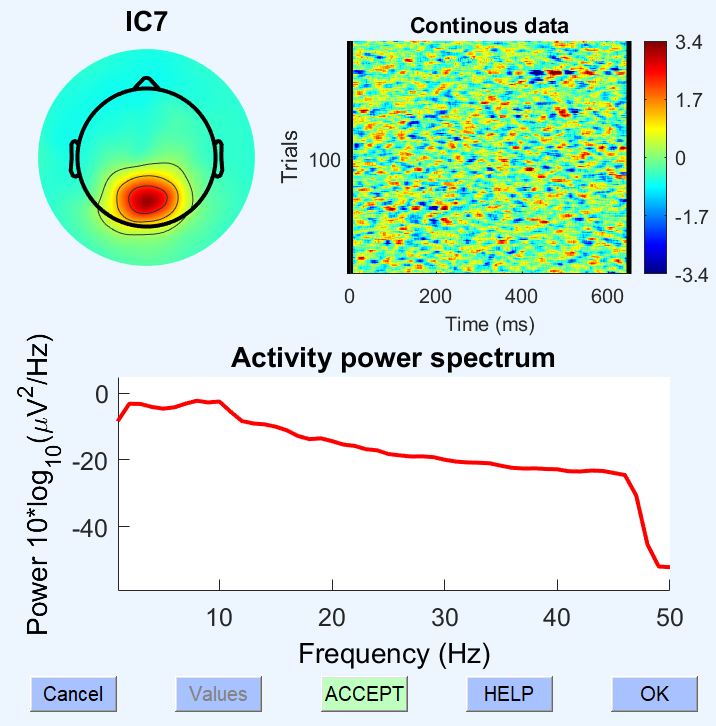 IC7
Continous data
Trials
100
0
200
400
600
Time (ms)
3.4
1.7
0
-1.7
-3.4
Activity power spectrum
Power 10*log10(μV2/Hz)
0
-20
-40
10
20
30
40
50
Frequency (Hz)
Cancel
Values
ACCEPT
HELP
OK